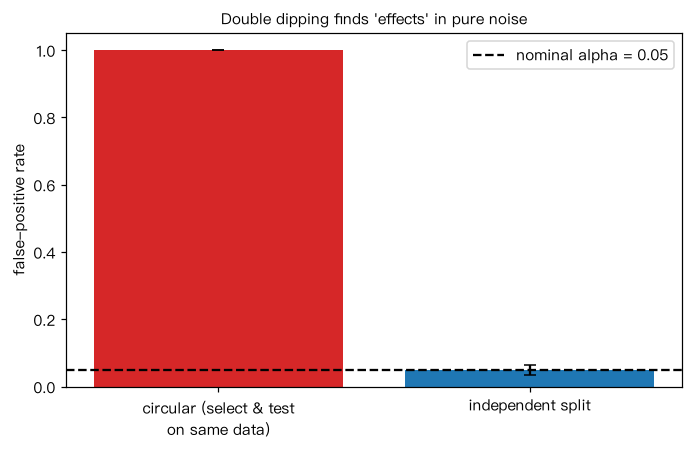 Double dipping finds 'effects' in pure noise
nominal alpha = 0.05
false-positive rate
1.0
0.8
0.6
0.4
0.2
0.0
circular (select & test
on same data)
independent split